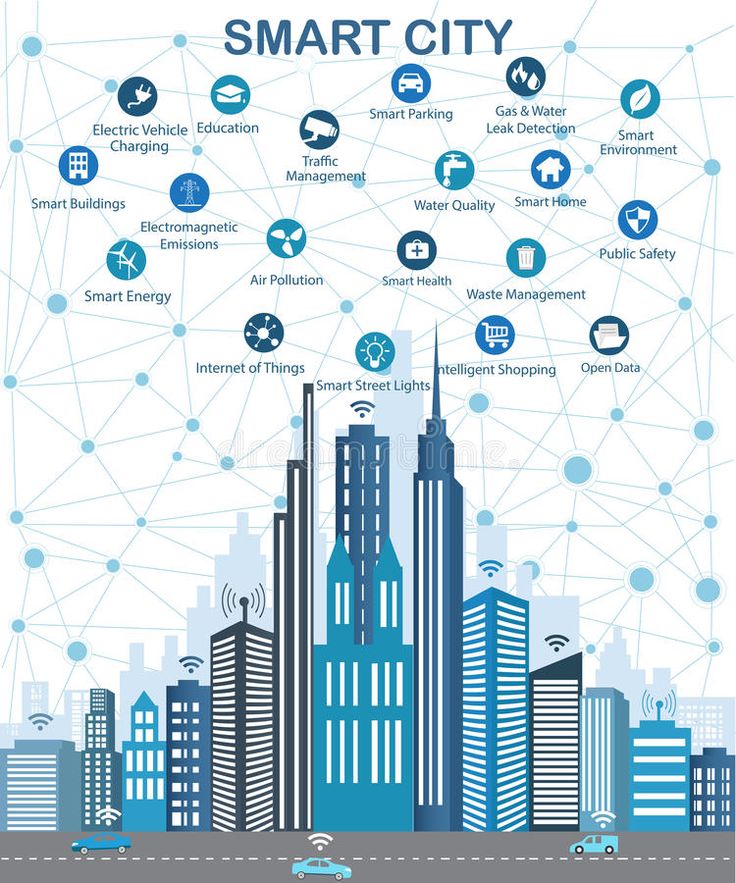 SMART CITY
Electric Vehicle
Charging
Education
Traffic
Management
Smart Parking
Gas & Water
Leak Detection
Smart
Environment
Smart Buildings
Electromagnetic
Emissions
Water Quality
Smart Home
Public Safety
Smart Energy
Air Pollution
Smart Health
Waste Management
Internet of Things
Smart Street Lights
Intelligent Shopping
Open Data
dreamstime.